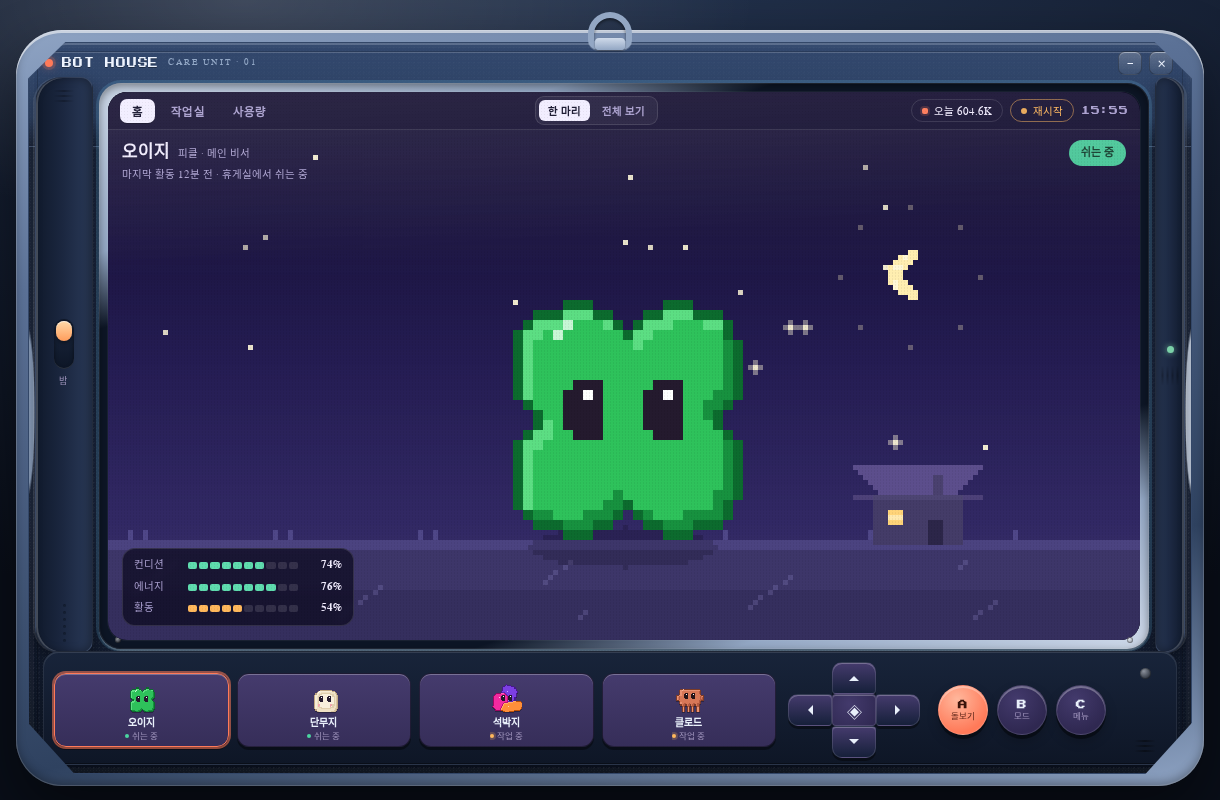 BOT HOUSE CARE UNIT · 01
홈 작업실 사용량 한 마리 전체 보기 오늘 604.6K 재시작 15:55
오이지 피클 · 메인 비서 쉬는 중
마지막 활동 12분 전 · 휴게실에서 쉬는 중
밤
컨디션 74%
에너지 76%
활동 54%
오이지
쉬는 중
단무지
쉬는 중
석박지
작업 중
클로드
작업 중
A
돌보기
B
모드
C
메뉴